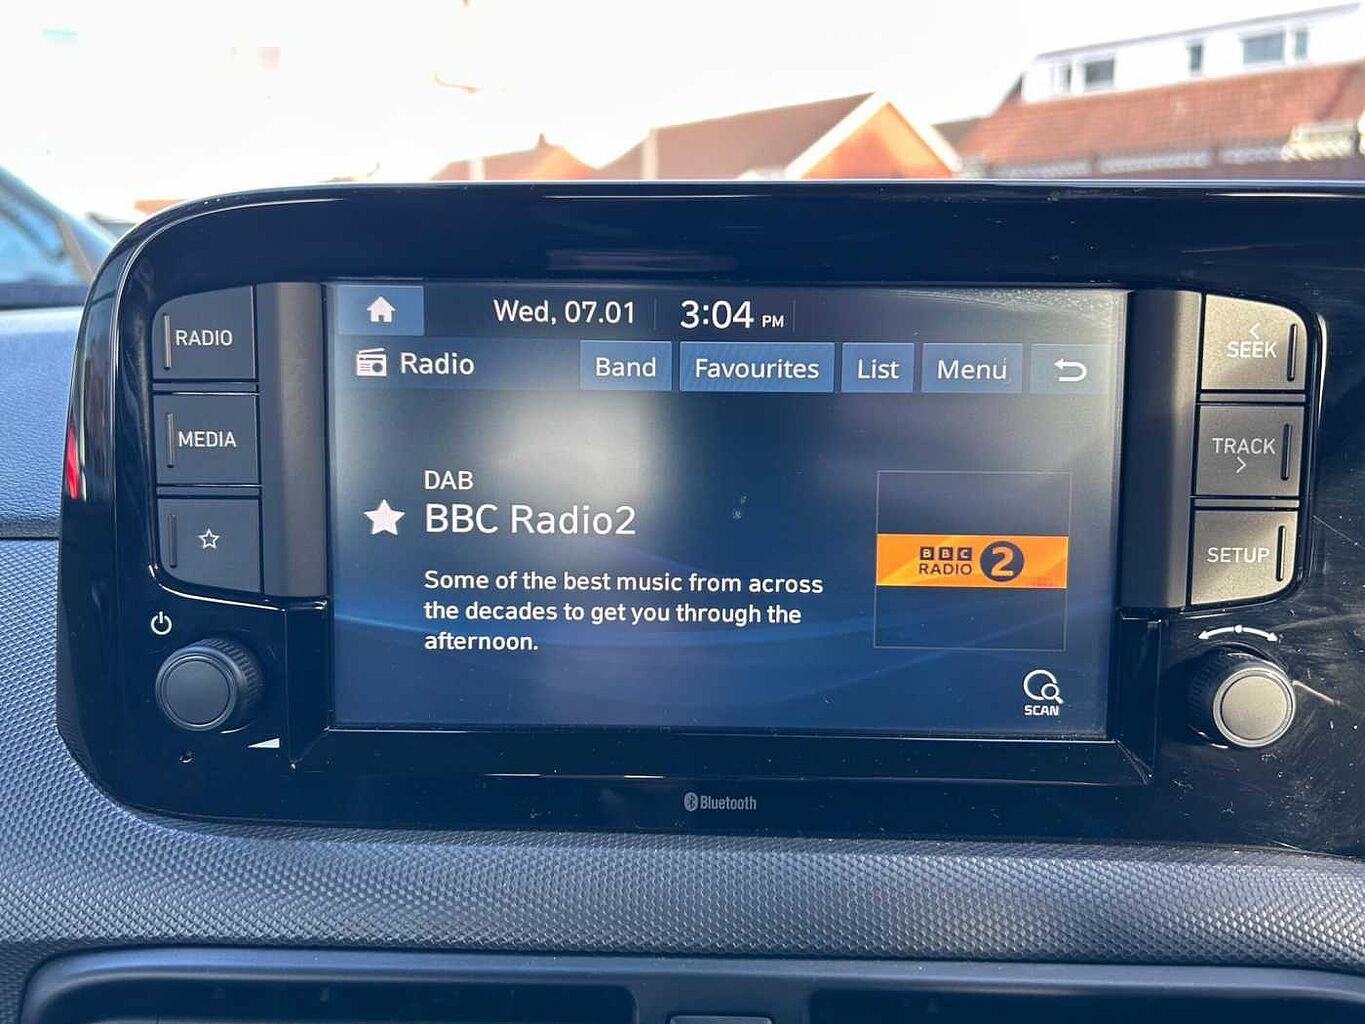 RADIO
MEDIA
Wed, 07.01
3:04 PM
Radio
Band
Favourites
List
Menu
DAB
BBC Radio2
Some of the best music from across
the decades to get you through the
afternoon.
BBC
RADIO 2
SCAN
SEEK
TRACK
SETUP
Bluetooth